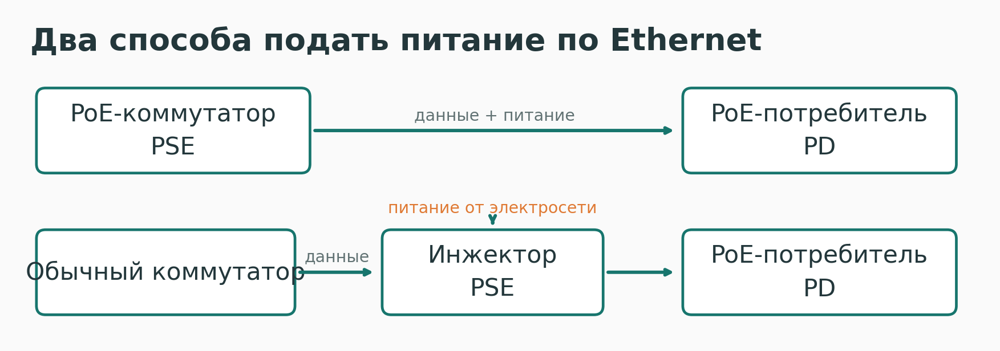 Два способа подать питание по Ethernet
PoE-коммутатор
PSE
данные + питание
PoE-потребитель
PD
питание от электросети
Обычный коммутатор
данные
Инжектор
PSE
PoE-потребитель
PD